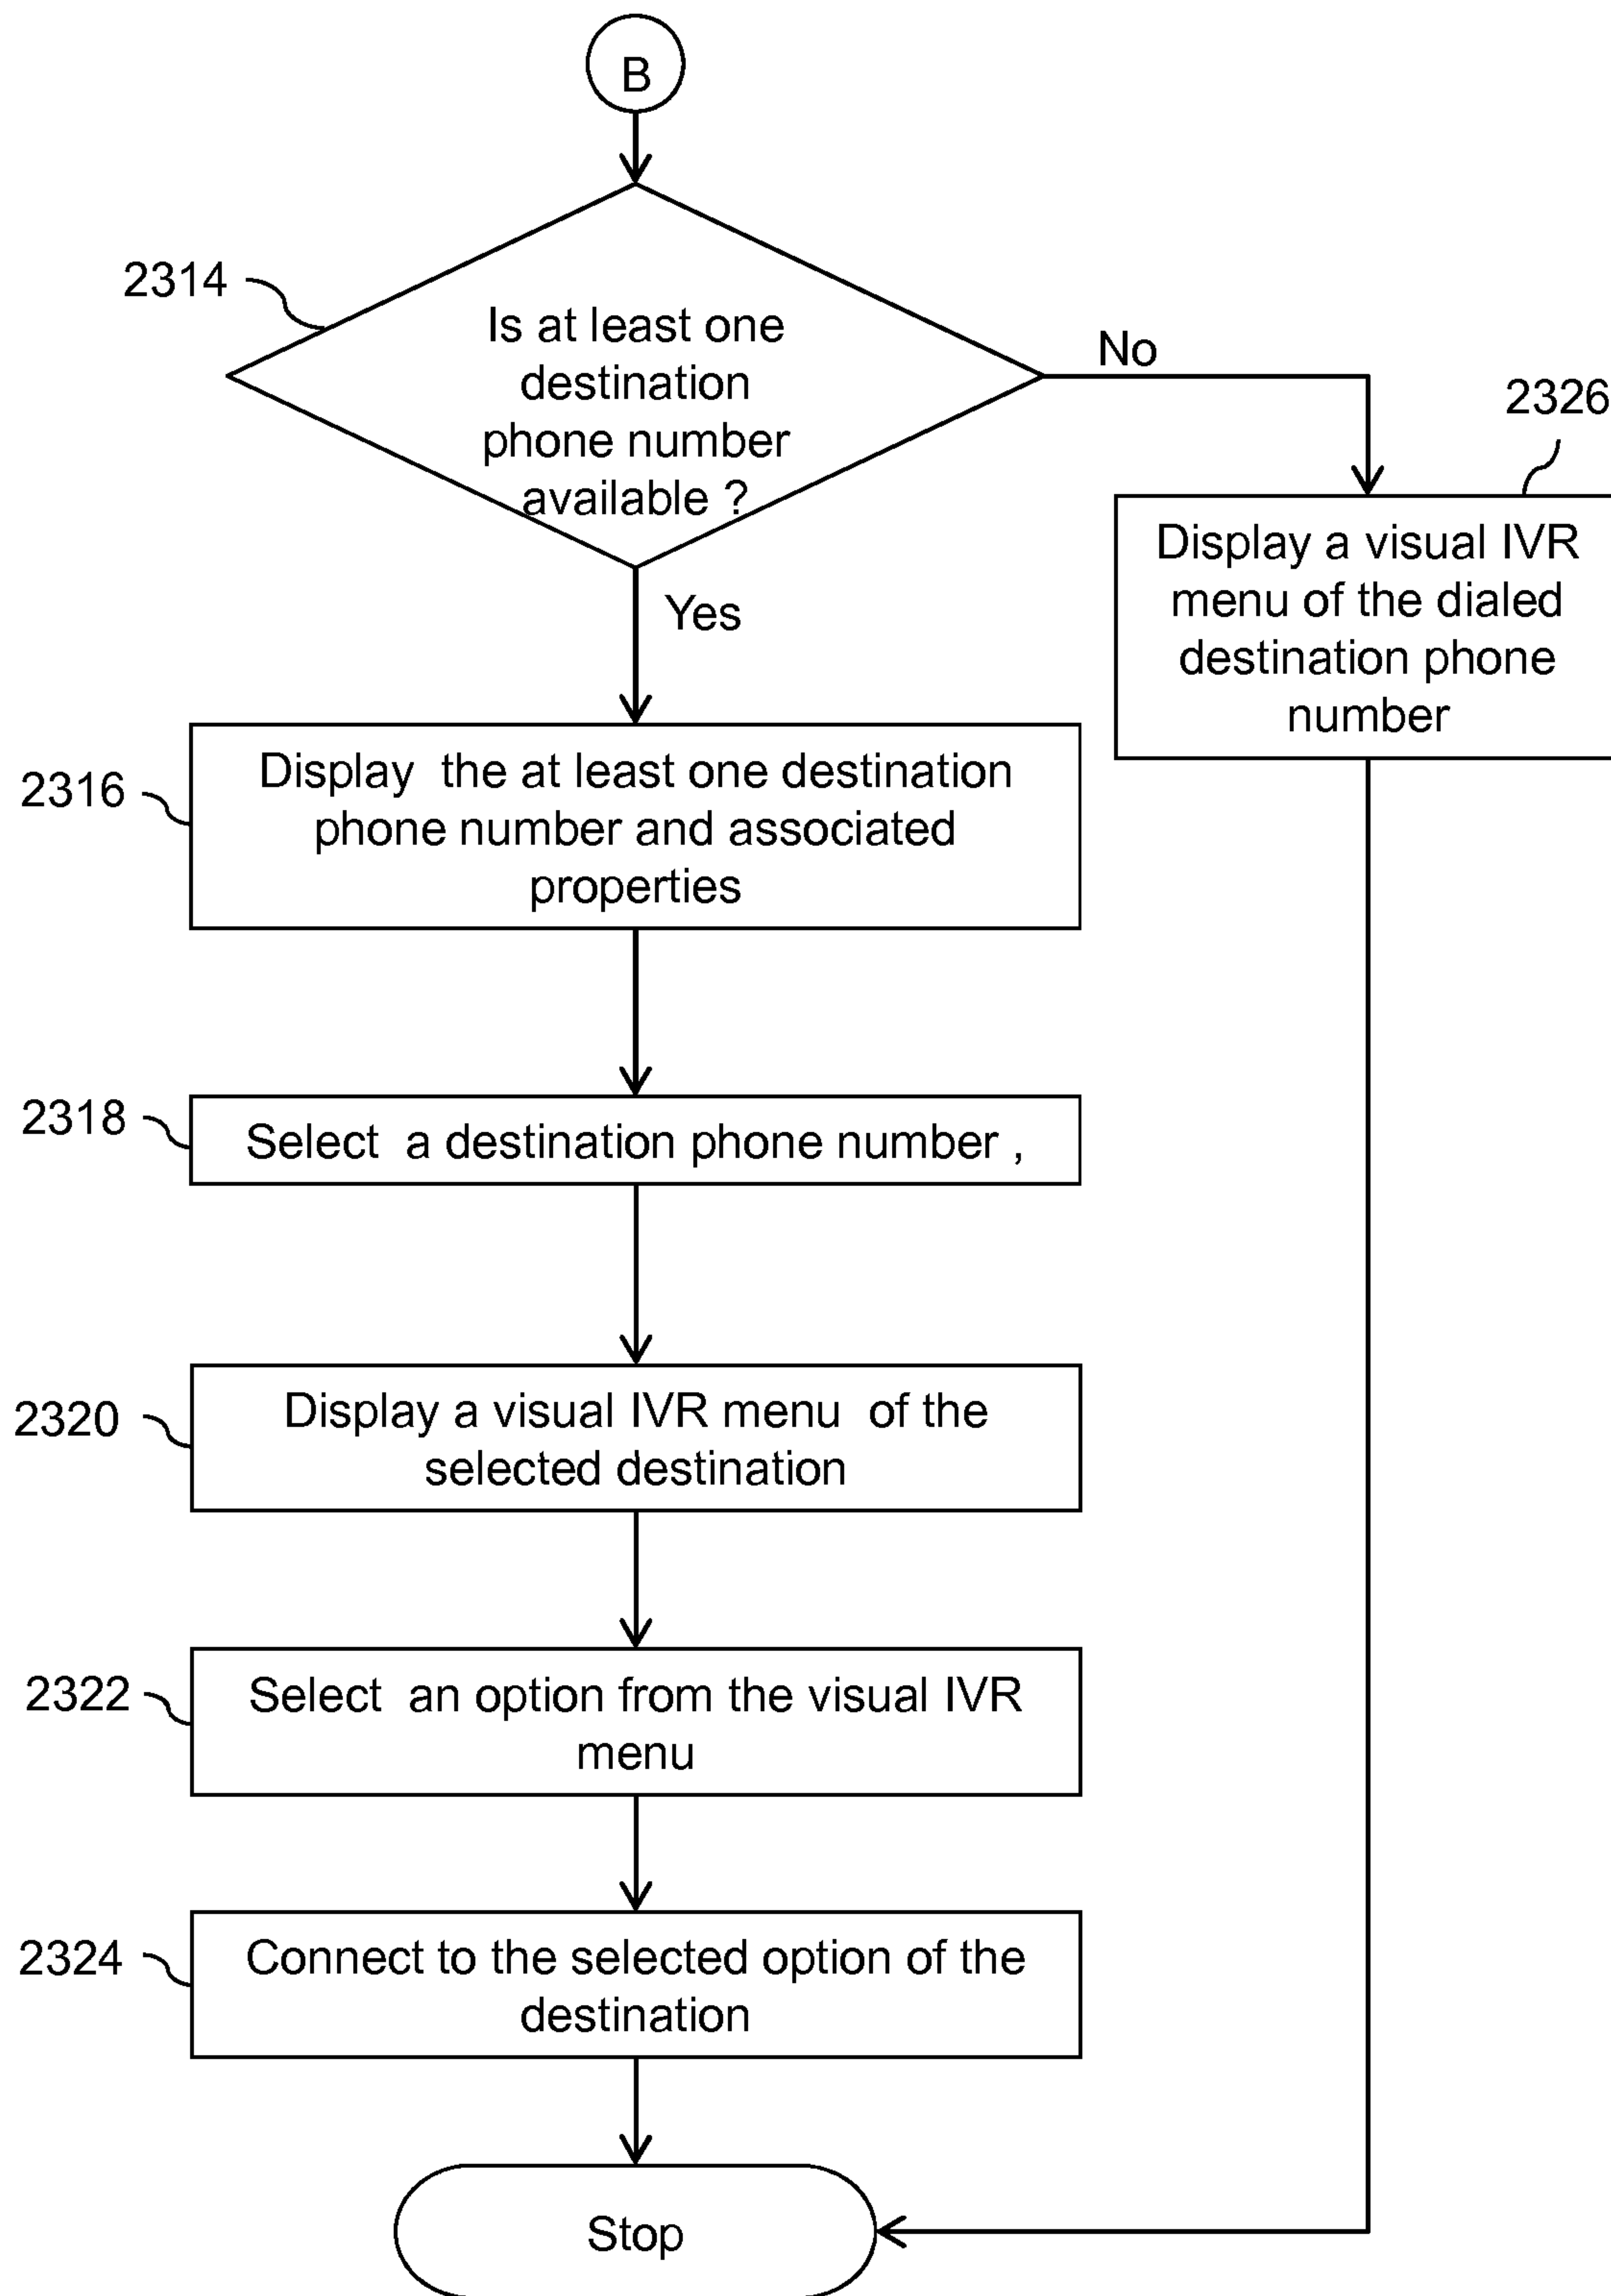 B
2314
Is at least one
destination
phone number
available ?
No
2326
Display a visual IVR
menu of the dialed
destination phone
number
Yes
2316
Display the at least one destination
phone number and associated
properties
2318
Select a destination phone number ,
2320
Display a visual IVR menu of the
selected destination
2322
Select an option from the visual IVR
menu
2324
Connect to the selected option of the
destination
Stop